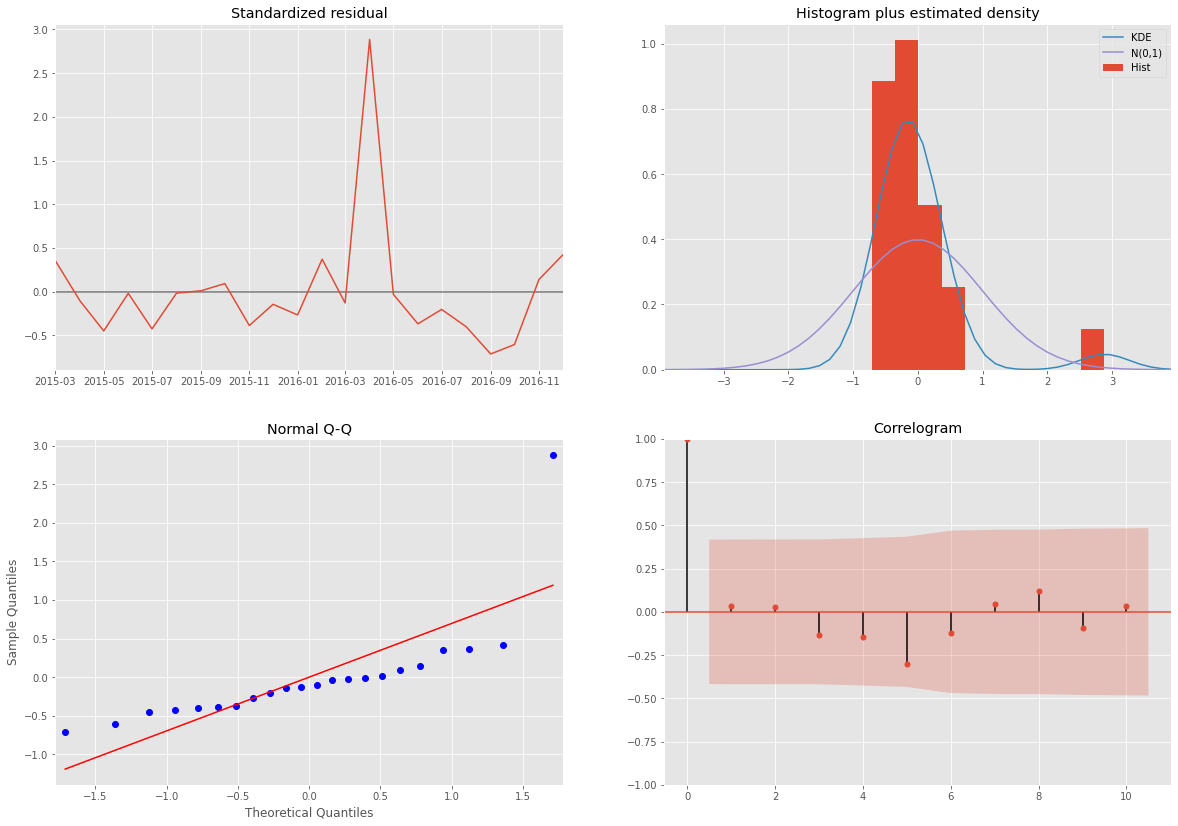 Standardized residual
3.0
2.5
2.0
1.5
1.0
0.5
0.0
−0.5
2015-03 2015-05 2015-07 2015-09 2015-11 2016-01 2016-03 2016-05 2016-07 2016-09 2016-11
Histogram plus estimated density
KDE
N(0,1)
Hist
1.0
0.8
0.6
0.4
0.2
0.0
−3 −2 −1 0 1 2 3
Normal Q-Q
Sample Quantiles
3.0
2.5
2.0
1.5
1.0
0.5
0.0
−0.5
−1.0
−1.5 −1.0 −0.5 0.0 0.5 1.0 1.5
Theoretical Quantiles
Correlogram
1.00
0.75
0.50
0.25
0.00
−0.25
−0.50
−0.75
−1.00
0 2 4 6 8 10